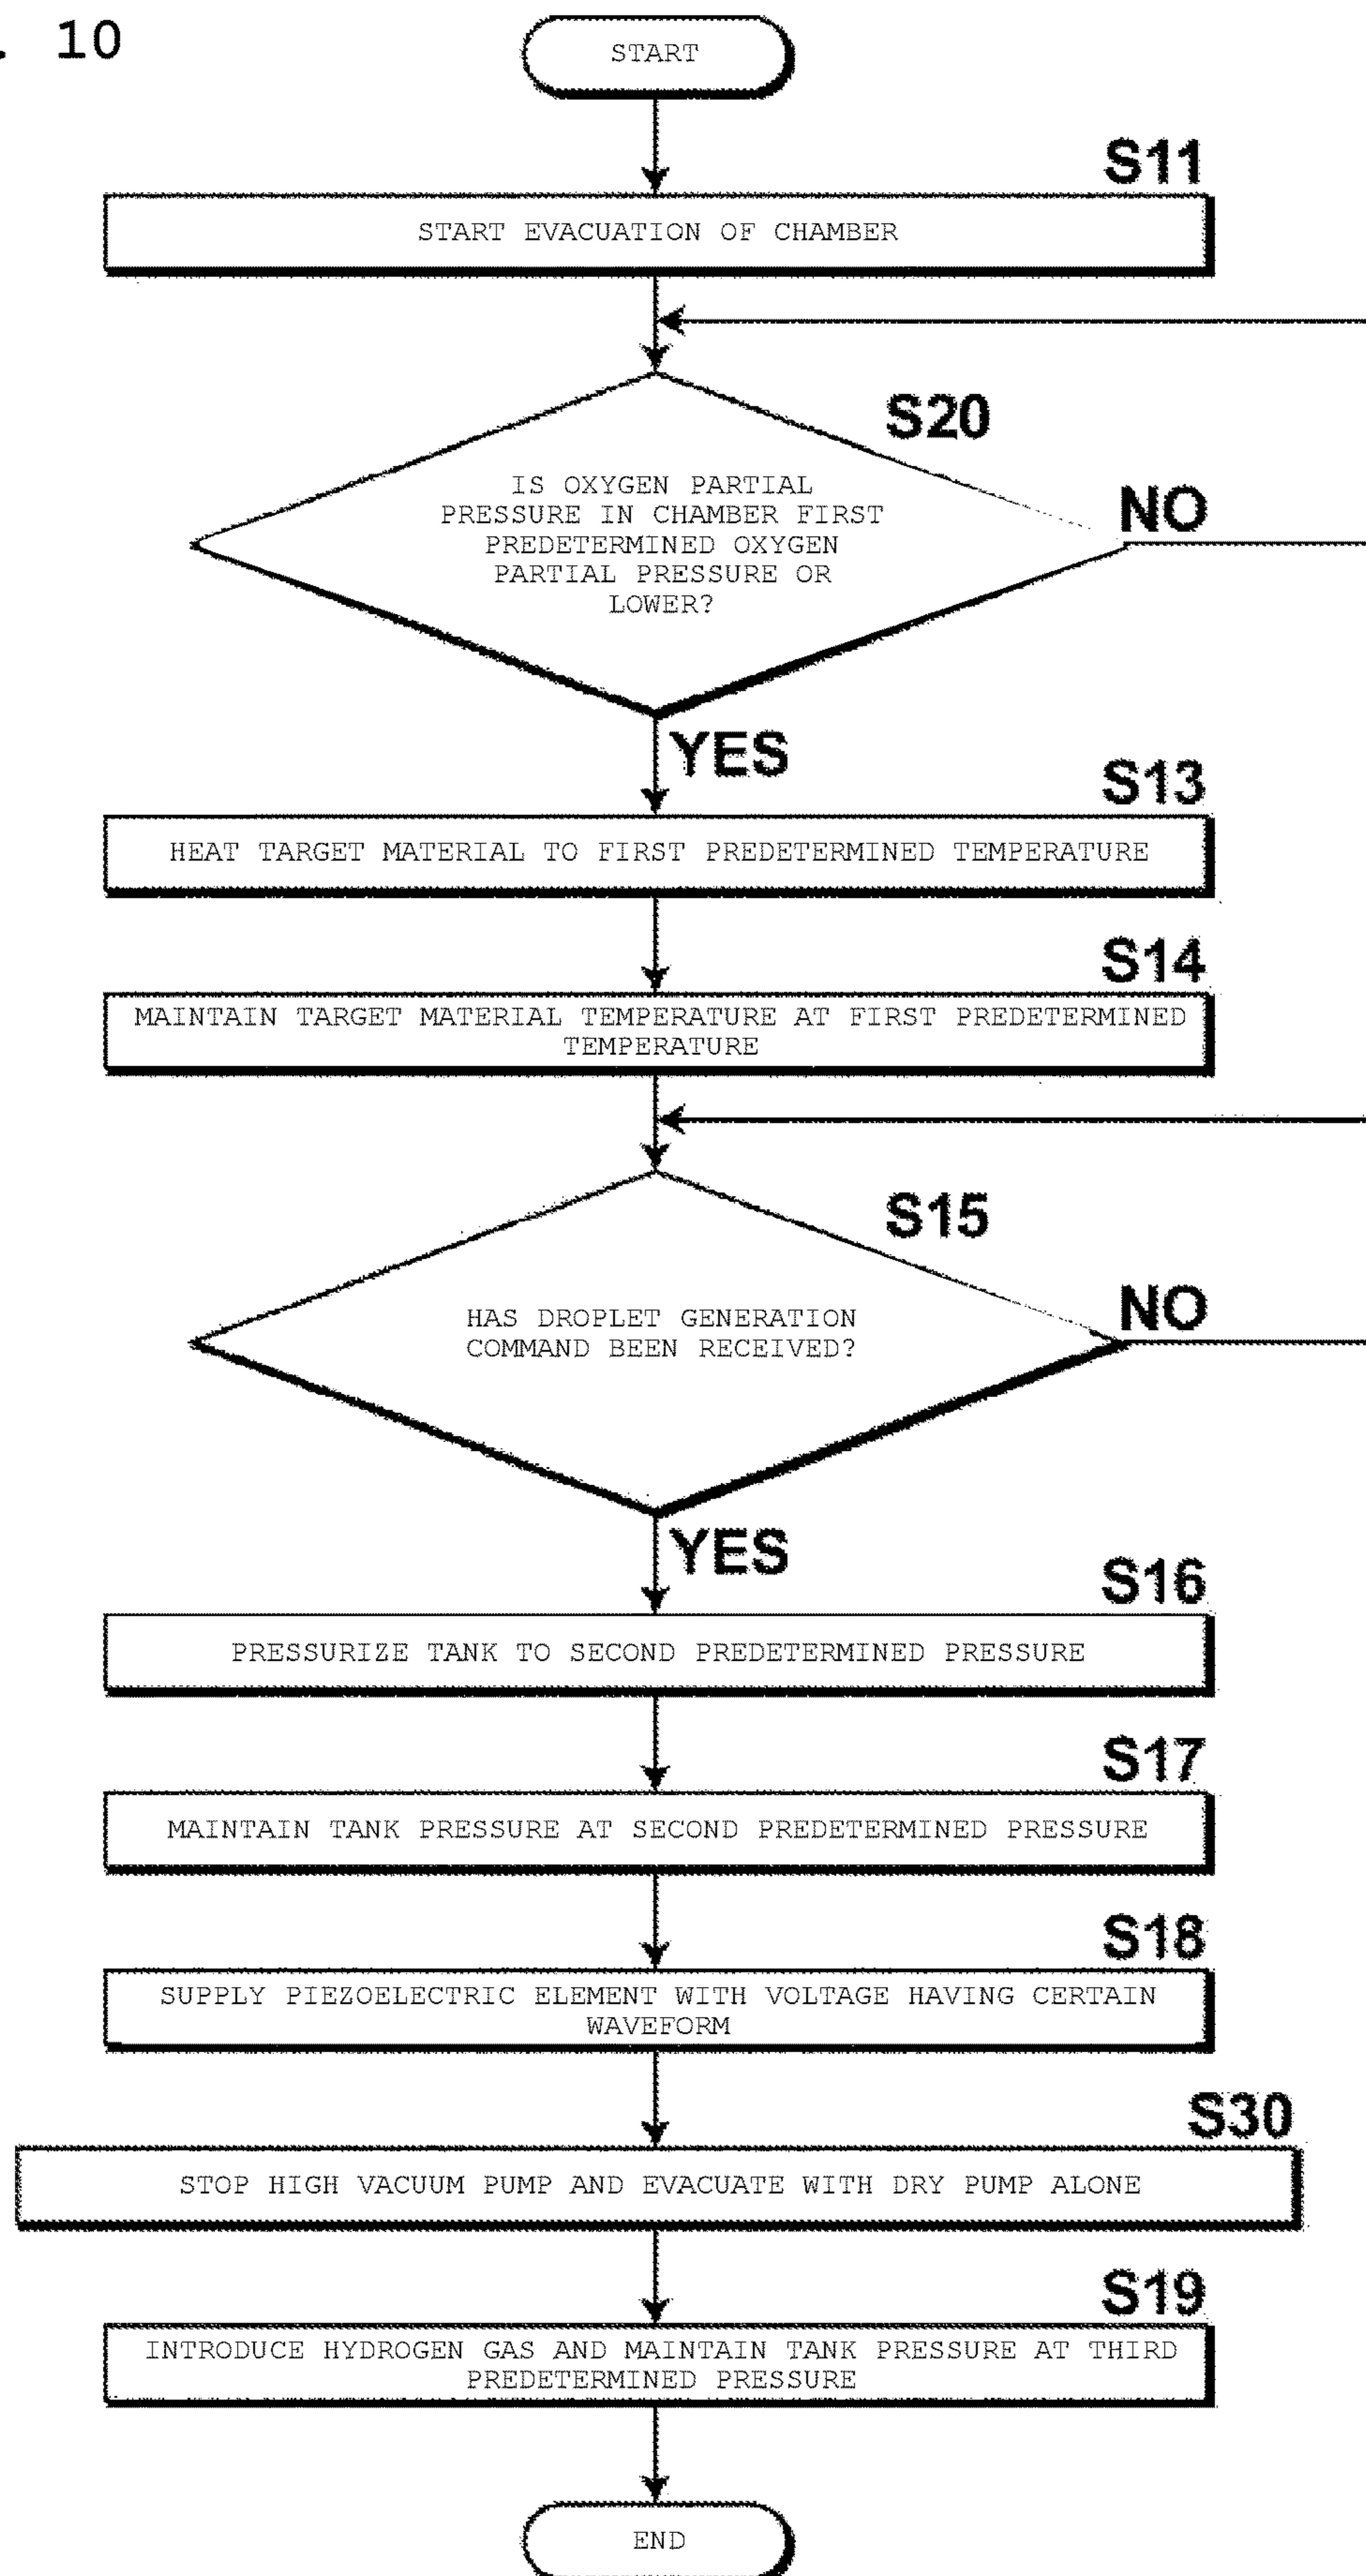 . 10
START
S11
START EVACUATION OF CHAMBER
S20
IS OXYGEN PARTIAL
PRESSURE IN CHAMBER FIRST
PREDETERMINED OXYGEN
PARTIAL PRESSURE OR
LOWER?
NO
YES
S13
HEAT TARGET MATERIAL TO FIRST PREDETERMINED TEMPERATURE
S14
MAINTAIN TARGET MATERIAL TEMPERATURE AT FIRST PREDETERMINED
TEMPERATURE
S15
HAS DROPLET GENERATION
COMMAND BEEN RECEIVED?
NO
YES
S16
PRESSURIZE TANK TO SECOND PREDETERMINED PRESSURE
S17
MAINTAIN TANK PRESSURE AT SECOND PREDETERMINED PRESSURE
S18
SUPPLY PIEZOELECTRIC ELEMENT WITH VOLTAGE HAVING CERTAIN
WAVEFORM
S30
STOP HIGH VACUUM PUMP AND EVACUATE WITH DRY PUMP ALONE
S19
INTRODUCE HYDROGEN GAS AND MAINTAIN TANK PRESSURE AT THIRD
PREDETERMINED PRESSURE
END